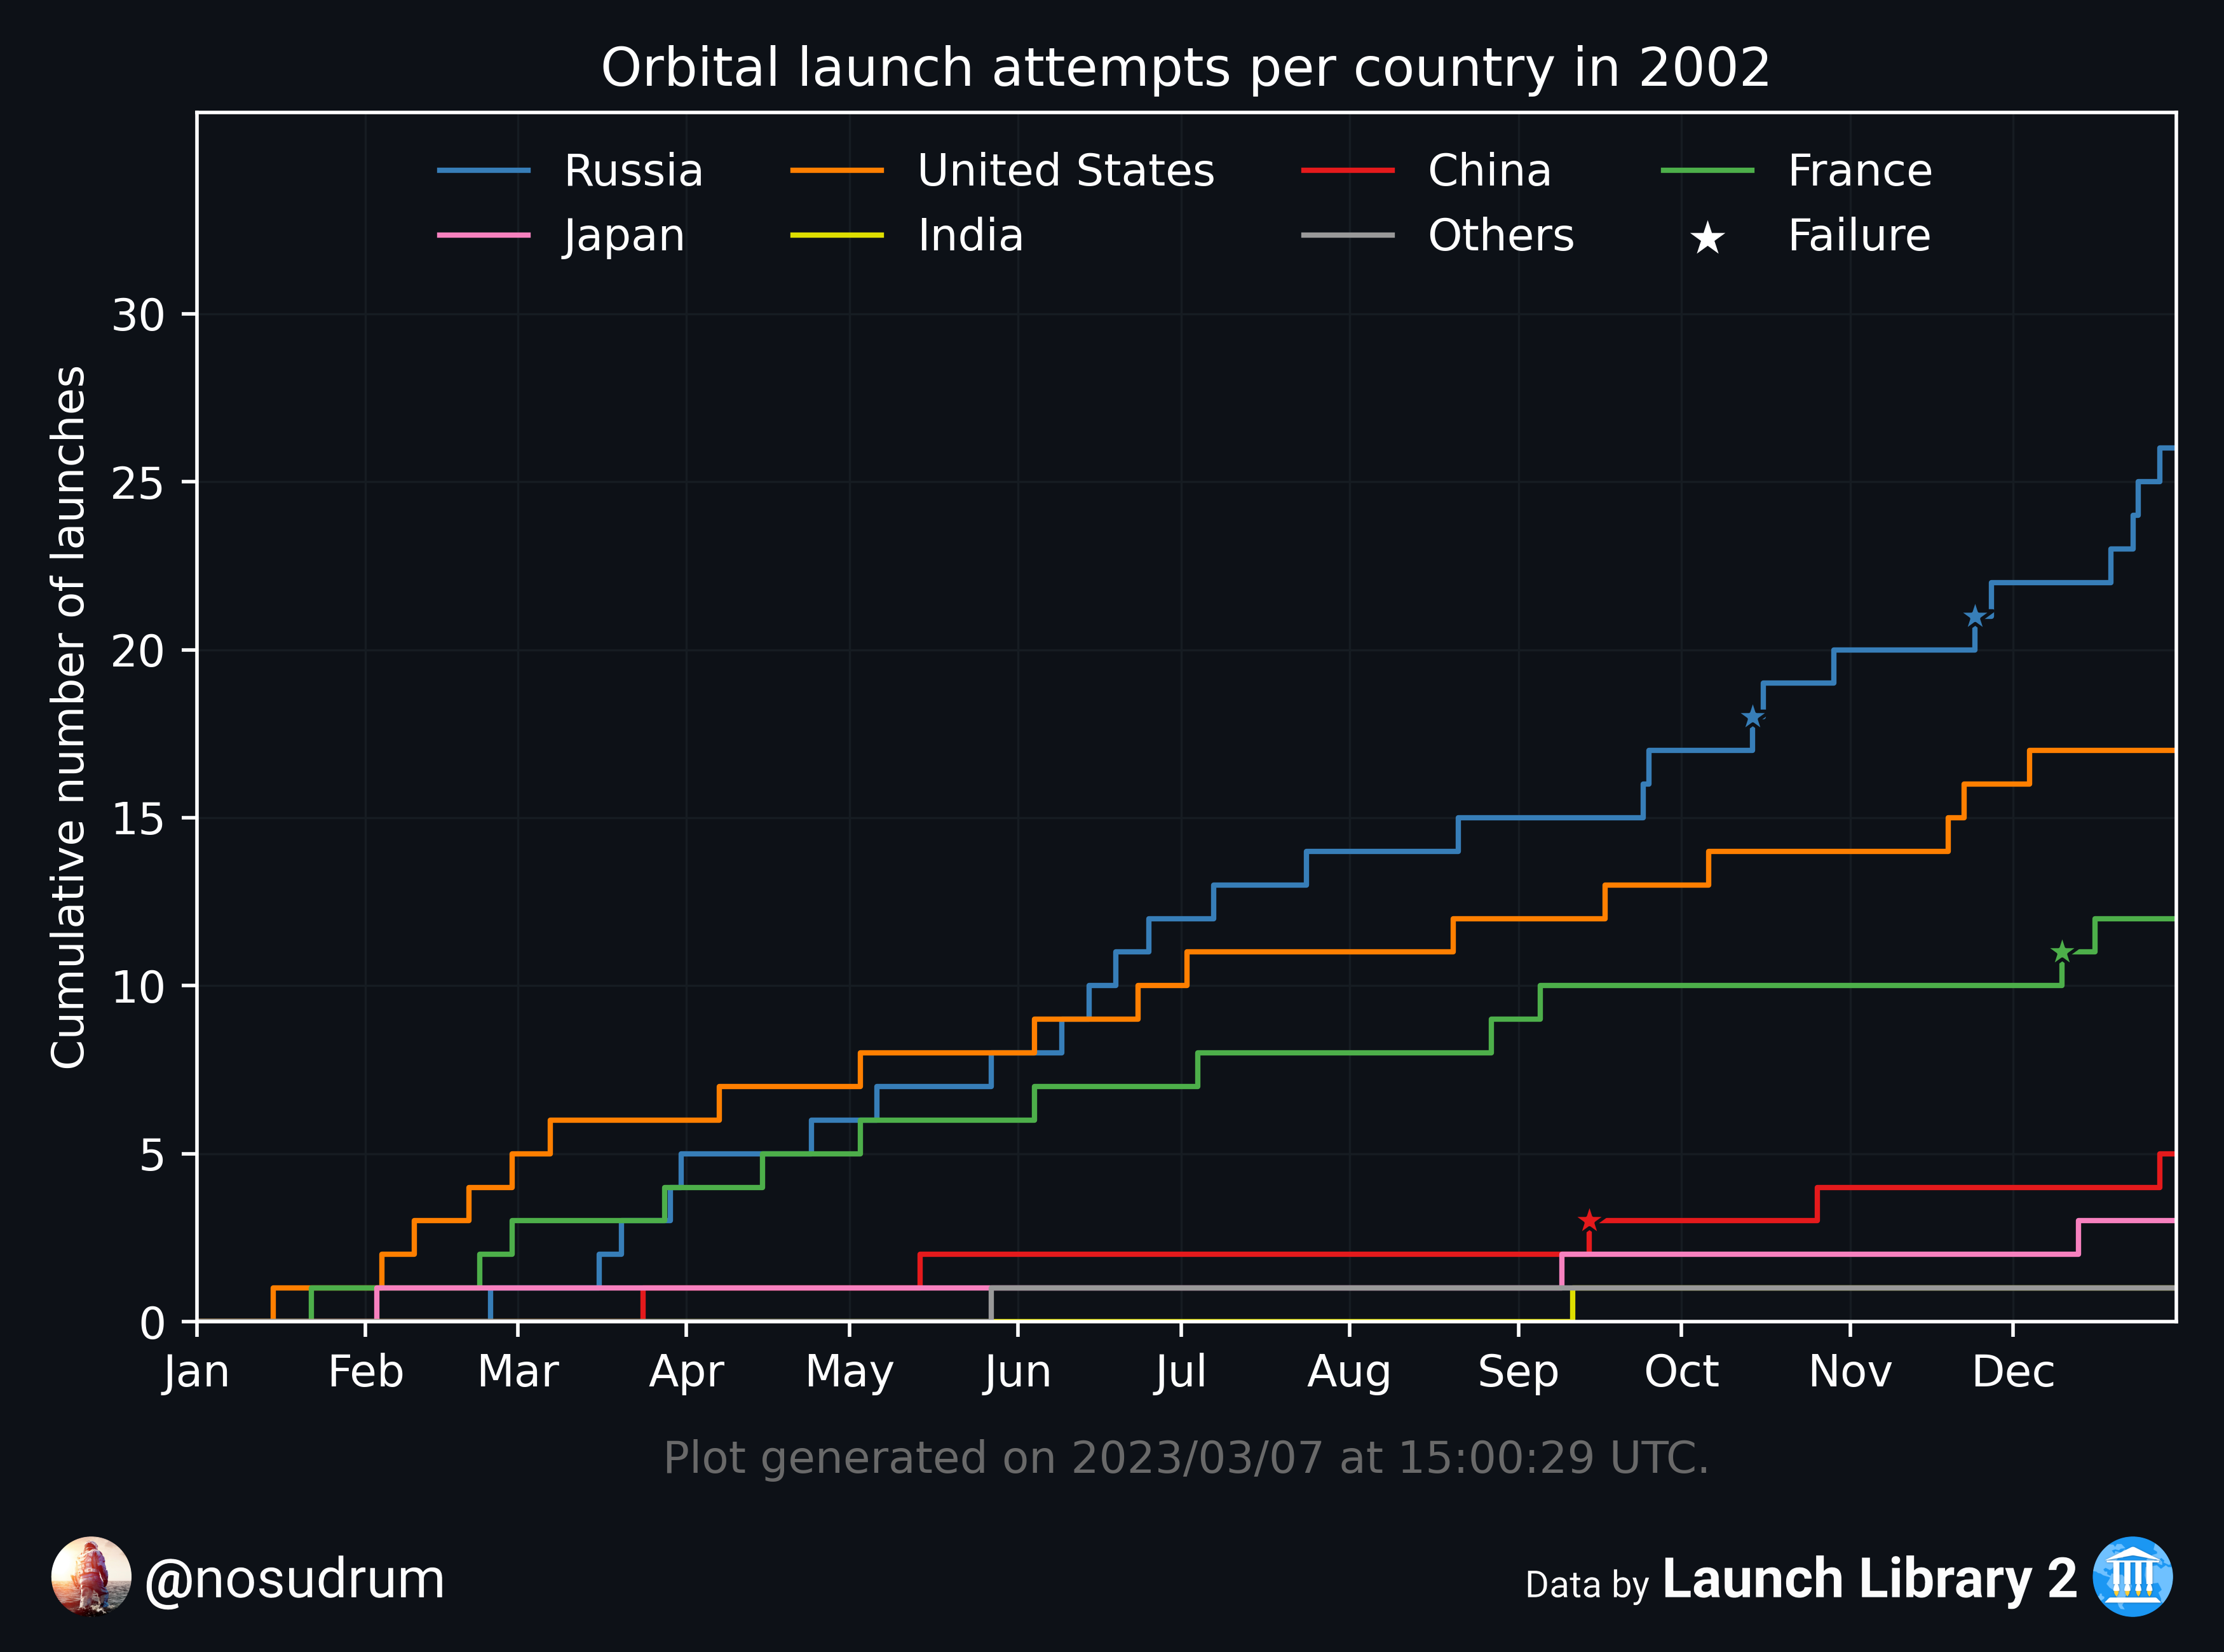 Orbital launch attempts per country in 2002
Russia United States China France
Japan India Others Failure
Cumulative number of launches
30
25
20
15
10
5
0
Jan Feb Mar Apr May Jun Jul Aug Sep Oct Nov Dec
Plot generated on 2023/03/07 at 15:00:29 UTC.
@nosudrum
Data by Launch Library 2